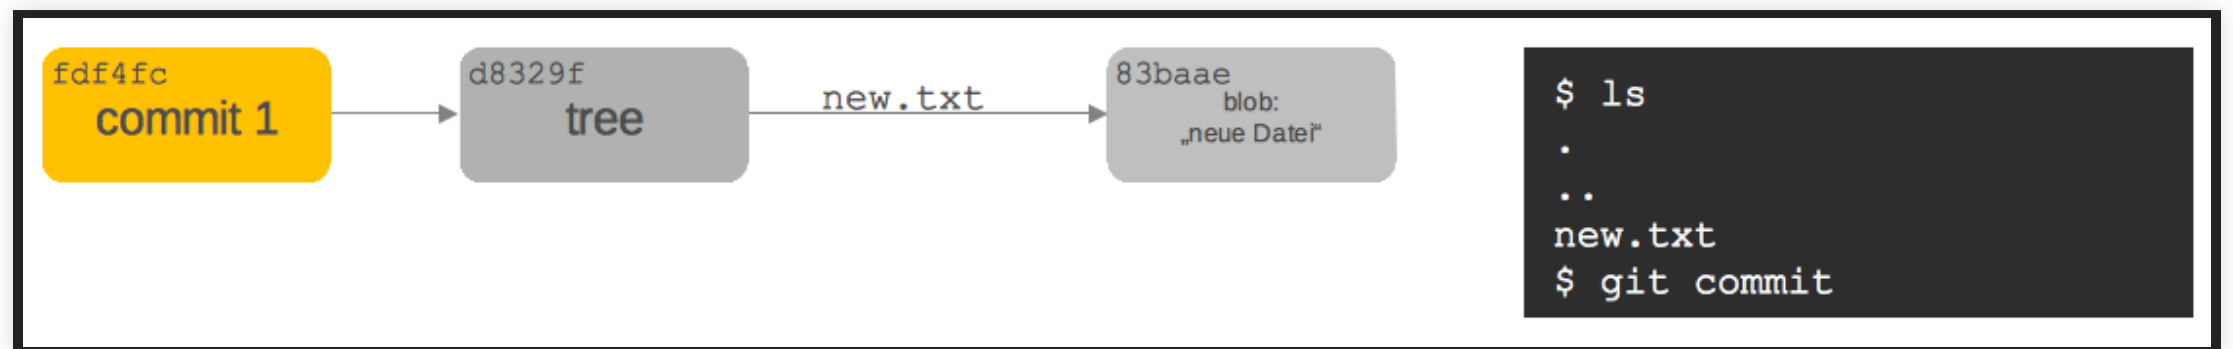 fdf4fc
commit 1
d8329f
tree
new.txt
83baae
blob:
„neue Datei“
$ ls
.
..
new.txt
$ git commit